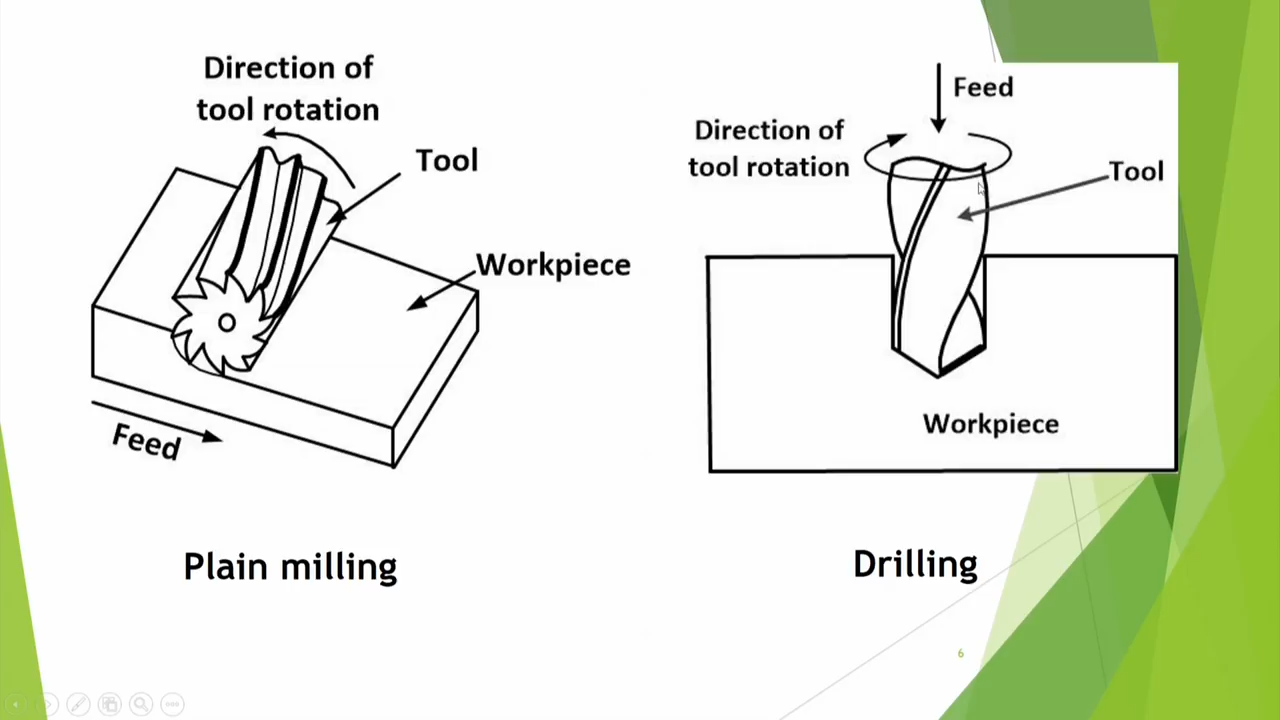 Direction of
tool rotation
Tool
Workpiece
Feed
Plain milling
Feed
Direction of
tool rotation
Tool
Workpiece
Drilling
6